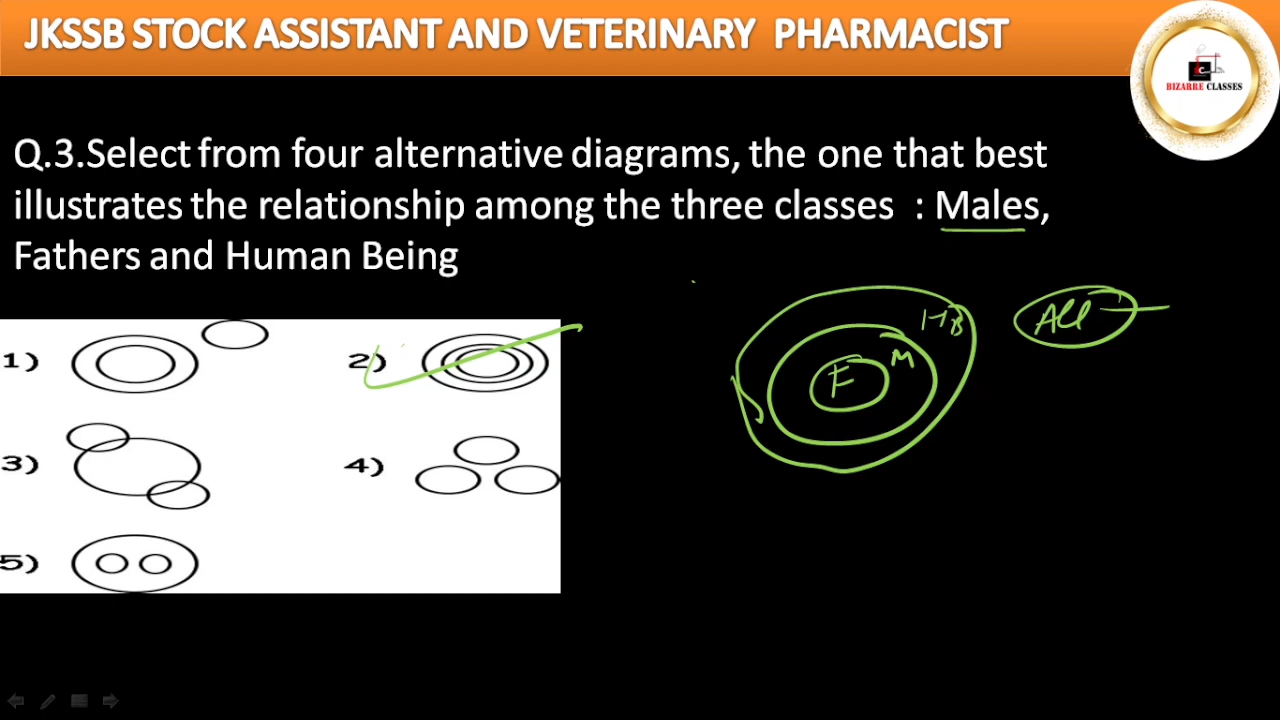 JKSSB STOCK ASSISTANT AND VETERINARY PHARMACIST
C
BIZARRE CLASSES
Q.3.Select from four alternative diagrams, the one that best
illustrates the relationship among the three classes : Males,
Fathers and Human Being
1)
2)
3)
4)
5)
HB
M
F
All